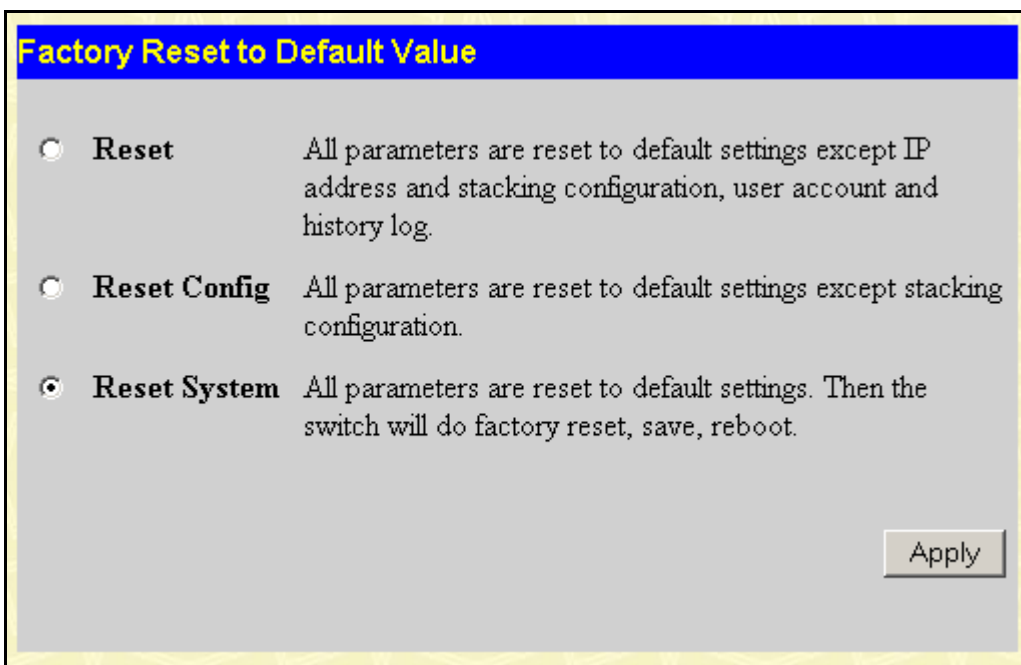 Factory Reset to Default Value
Reset All parameters are reset to default settings except IP
address and stacking configuration, user account and
history log.
Reset Config All parameters are reset to default settings except stacking
configuration.
Reset System All parameters are reset to default settings. Then the
switch will do factory reset, save, reboot.
Apply